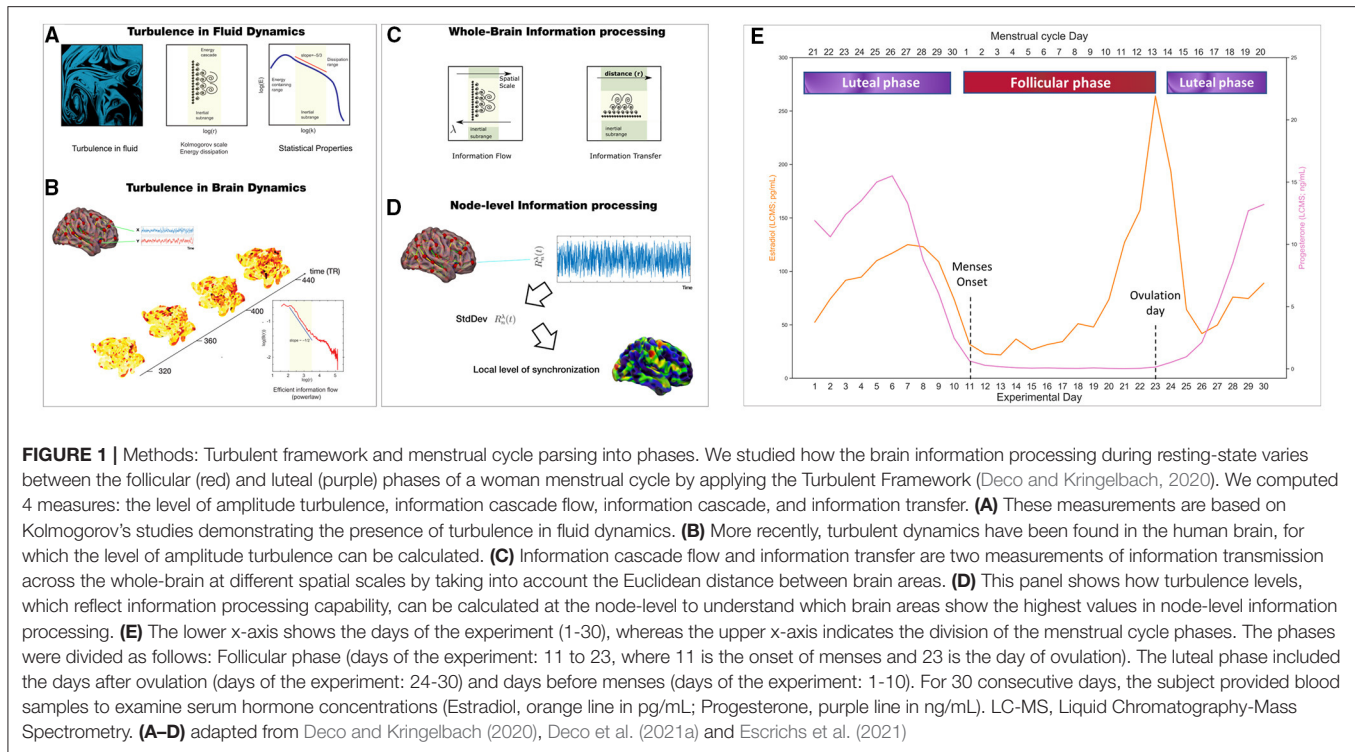 A
Turbulence in Fluid Dynamics
Energy cascade
Inertial subrange
log(r)
Turbulence in fluid
Kolmogorov scale
Energy dissipation
slope=-5/3
Dissipation range
Energy containing range
Inertial subrange
log(E)
log(k)
Statistical Properties
B
Turbulence in Brain Dynamics
X
Y
Time
time (TR)
440
400
360
320
log(r)
Efficient information flow
(powerlaw)
C
Whole-Brain Information processing
Spatial
Scale
λ
inertial
subrange
Information Flow
distance (r)
inertial
subrange
Information Transfer
D
Node-level Information processing
Time
StdDev
Local level of synchronization
E
Menstrual cycle Day
21 22 23 24 25 26 27 28 29 30 1 2 3 4 5 6 7 8 9 10 11 12 13 14 15 16 17 18 19 20
Luteal phase
Follicular phase
Luteal phase
300
250
200
150
100
50
0
Estradiol (LCMS; pg/mL)
25
20
15
10
5
0
Progesterone (LCMS; ng/mL)
Menses
Onset
Ovulation
day
1 2 3 4 5 6 7 8 9 10 11 12 13 14 15 16 17 18 19 20 21 22 23 24 25 26 27 28 29 30
Experimental Day
FIGURE 1 | Methods: Turbulent framework and menstrual cycle parsing into phases. We studied how the brain information processing during resting-state varies
between the follicular (red) and luteal (purple) phases of a woman menstrual cycle by applying the Turbulent Framework (Deco and Kringelbach, 2020). We computed
4 measures: the level of amplitude turbulence, information cascade flow, information cascade, and information transfer. (A) These measurements are based on
Kolmogorov's studies demonstrating the presence of turbulence in fluid dynamics. (B) More recently, turbulent dynamics have been found in the human brain, for
which the level of amplitude turbulence can be calculated. (C) Information cascade flow and information transfer are two measurements of information transmission
across the whole-brain at different spatial scales by taking into account the Euclidean distance between brain areas. (D) This panel shows how turbulence levels,
which reflect information processing capability, can be calculated at the node-level to understand which brain areas show the highest values in node-level information
processing. (E) The lower x-axis shows the days of the experiment (1-30), whereas the upper x-axis indicates the division of the menstrual cycle phases. The phases
were divided as follows: Follicular phase (days of the experiment: 11 to 23, where 11 is the onset of menses and 23 is the day of ovulation). The luteal phase included
the days after ovulation (days of the experiment: 24-30) and days before menses (days of the experiment: 1-10). For 30 consecutive days, the subject provided blood
samples to examine serum hormone concentrations (Estradiol, orange line in pg/mL; Progesterone, purple line in ng/mL). LC-MS, Liquid Chromatography-Mass
Spectrometry. (A–D) adapted from Deco and Kringelbach (2020), Deco et al. (2021a) and Escrichs et al. (2021)